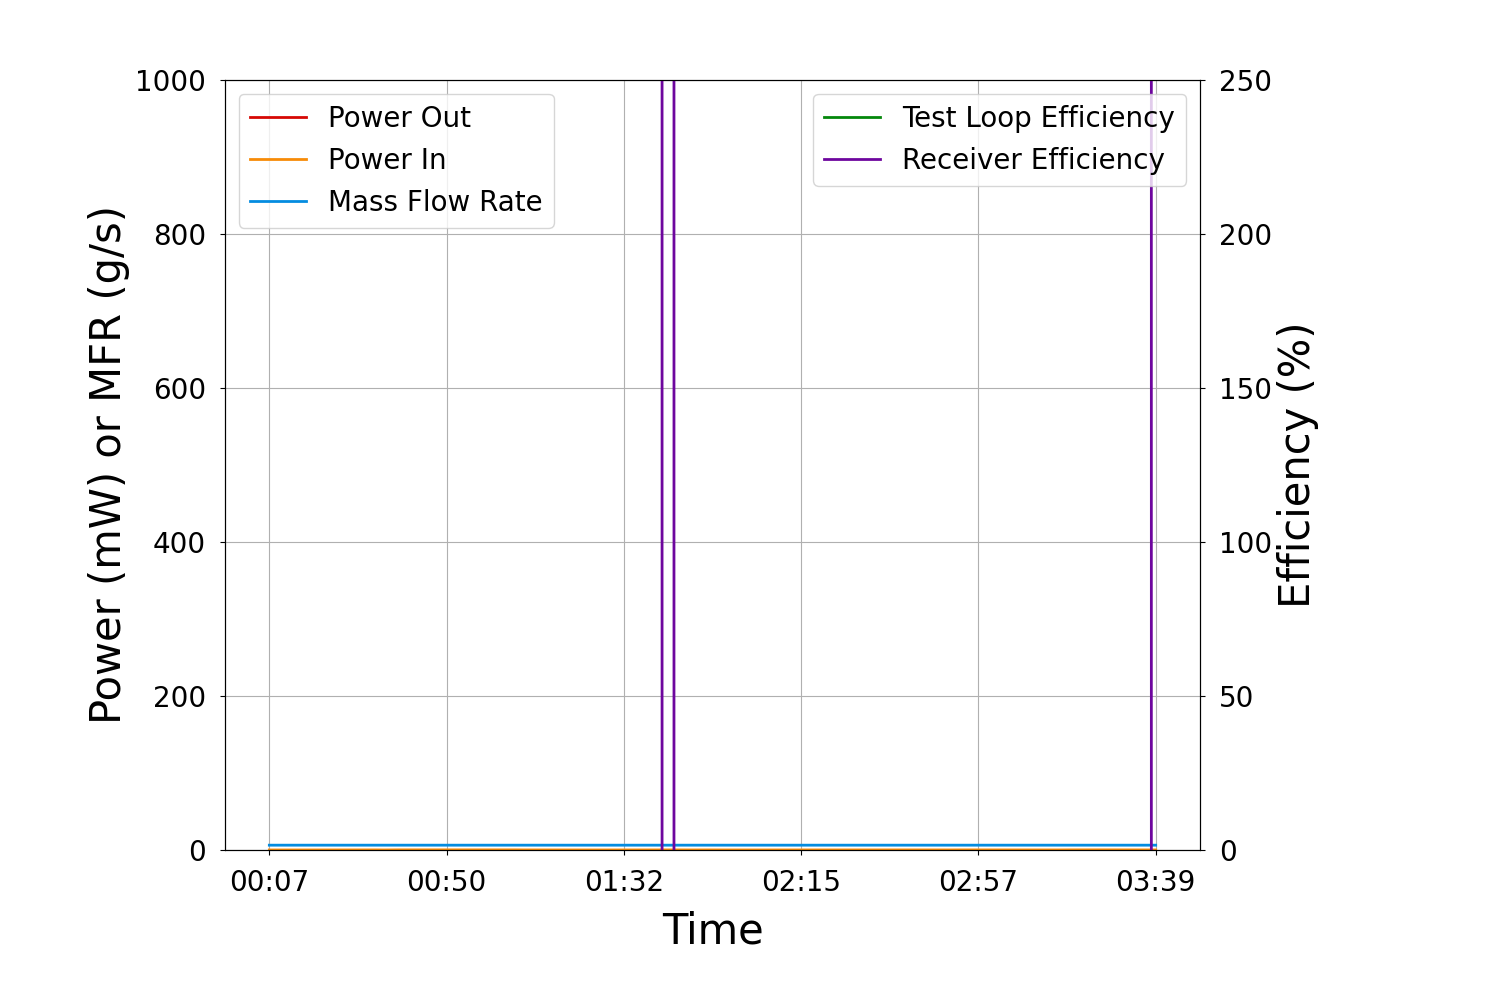 1000
800
600
400
200
0
Power (mW) or MFR (g/s)
Power Out
Power In
Mass Flow Rate
Test Loop Efficiency
Receiver Efficiency
250
200
150
100
50
0
Efficiency (%)
00:07 00:50 01:32 02:15 02:57 03:39
Time